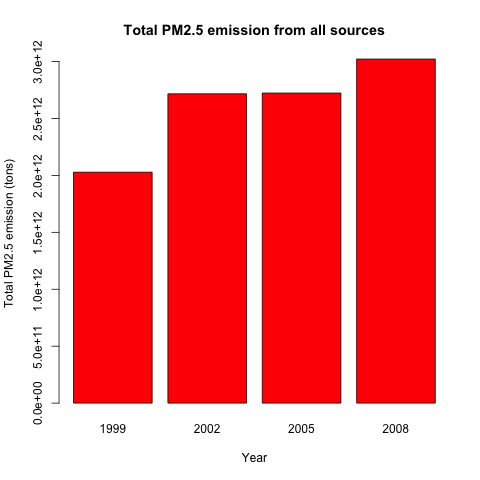 Total PM2.5 emission from all sources
Total PM2.5 emission (tons)
3.0e+12
2.5e+12
2.0e+12
1.5e+12
1.0e+12
5.0e+11
0.0e+00
1999 2002 2005 2008
Year